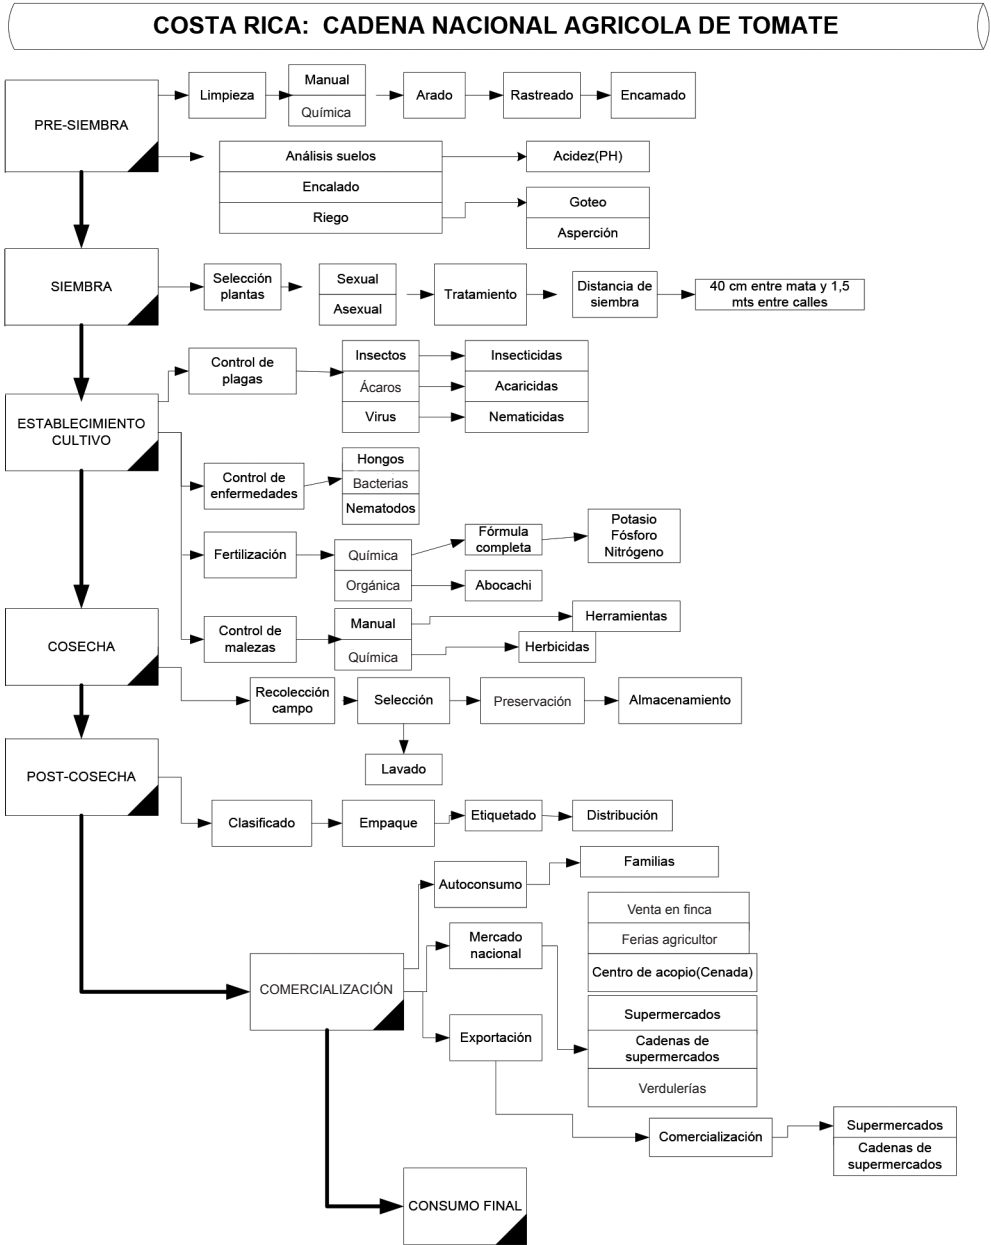 COSTA RICA:  CADENA NACIONAL AGRICOLA DE TOMATE
PRE-SIEMBRA
Limpieza
Manual
Química
Arado
Rastreado
Encamado
Análisis suelos
Encalado
Riego
Acidez(PH)
Goteo
Asperción
SIEMBRA
Selección
plantas
Sexual
Asexual
Tratamiento
Distancia de
siembra
40 cm entre mata y 1,5
mts entre calles
ESTABLECIMIENTO
CULTIVO
Control de
plagas
Insectos
Ácaros
Virus
Insecticidas
Acaricidas
Nematicidas
Control de
enfermedades
Hongos
Bacterias
Nematodos
Fertilización
Química
Orgánica
Fórmula
completa
Potasio
Fósforo
Nitrógeno
Abocachi
Control de
malezas
Manual
Química
Herramientas
Herbicidas
COSECHA
Recolección
campo
Selección
Preservación
Almacenamiento
Lavado
POST-COSECHA
Clasificado
Empaque
Etiquetado
Distribución
COMERCIALIZACIÓN
Autoconsumo
Familias
Mercado
nacional
Venta en finca
Ferias agricultor
Centro de acopio(Cenada)
Supermercados
Cadenas de
supermercados
Verdulerías
Exportación
Comercialización
Supermercados
Cadenas de
supermercados
CONSUMO FINAL